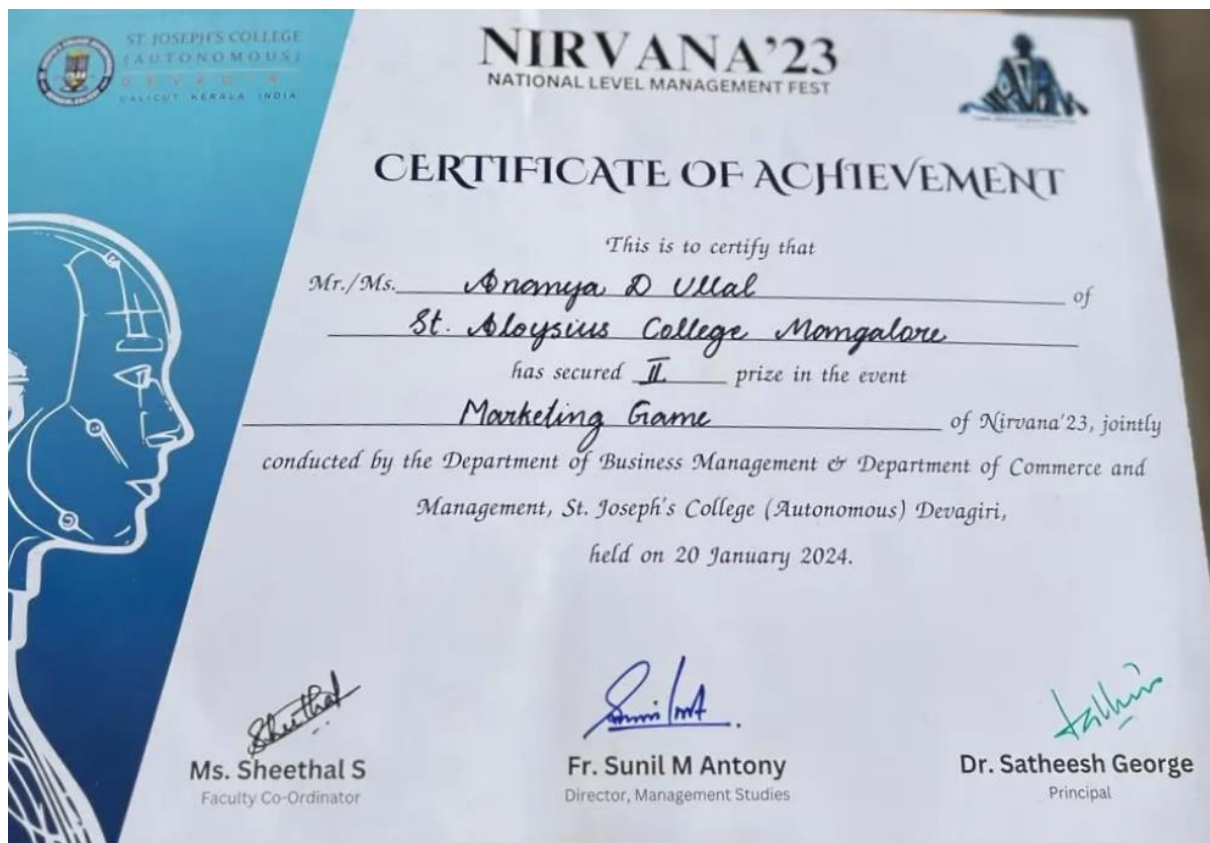 ST. JOSEPH'S COLLEGE
(AUTONOMOUS)
DEVAGIRI
CALICUT KERALA INDIA
NIRVANA'23
NATIONAL LEVEL MANAGEMENT FEST
CERTIFICATE OF ACHIEVEMENT
This is to certify that
Mr./Ms. Ananya D Ullal of
St. Aloysius College Mangalore
has secured II prize in the event
Marketing Game of Nirvana'23, jointly
conducted by the Department of Business Management & Department of Commerce and
Management, St. Joseph's College (Autonomous) Devagiri,
held on 20 January 2024.
Sheethal
Ms. Sheethal S
Faculty Co-Ordinator
Fr. Sunil M Antony
Director, Management Studies
Dr. Satheesh George
Principal